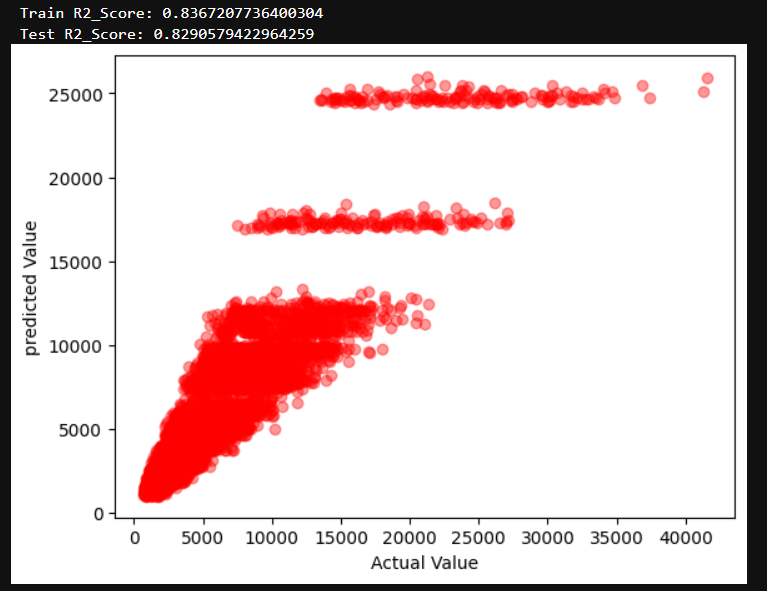 Train R2_Score: 0.8367207736400304
Test R2_Score: 0.8290579422964259
25000
20000
15000
10000
5000
0
predicted Value
0 5000 10000 15000 20000 25000 30000 35000 40000
Actual Value